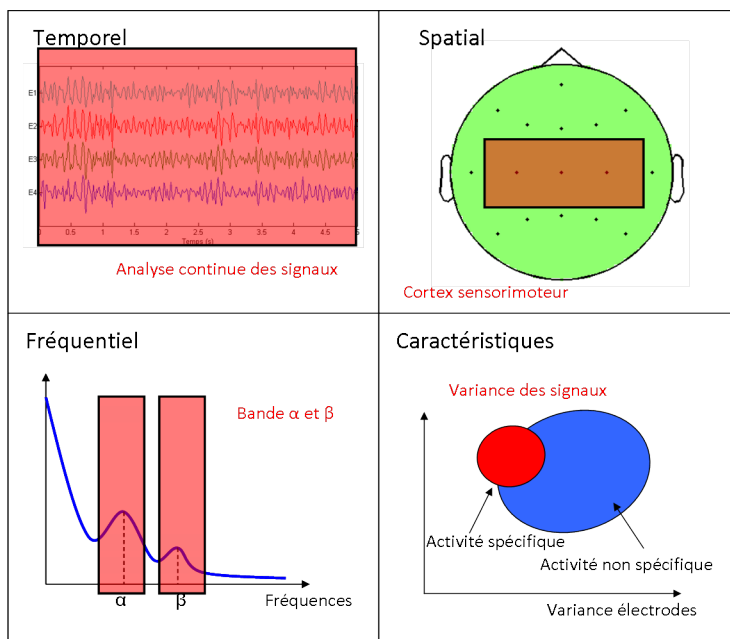 Temporel
E1
E2
E3
E4
0 0.5 1 1.5 2 2.5 3 3.5 4 4.5 5
Temps (s)
Analyse continue des signaux
Spatial
Cortex sensorimoteur
Fréquentiel
Bande α et β
α β Fréquences
Caractéristiques
Variance des signaux
Activité spécifique
Activité non spécifique
Variance électrodes